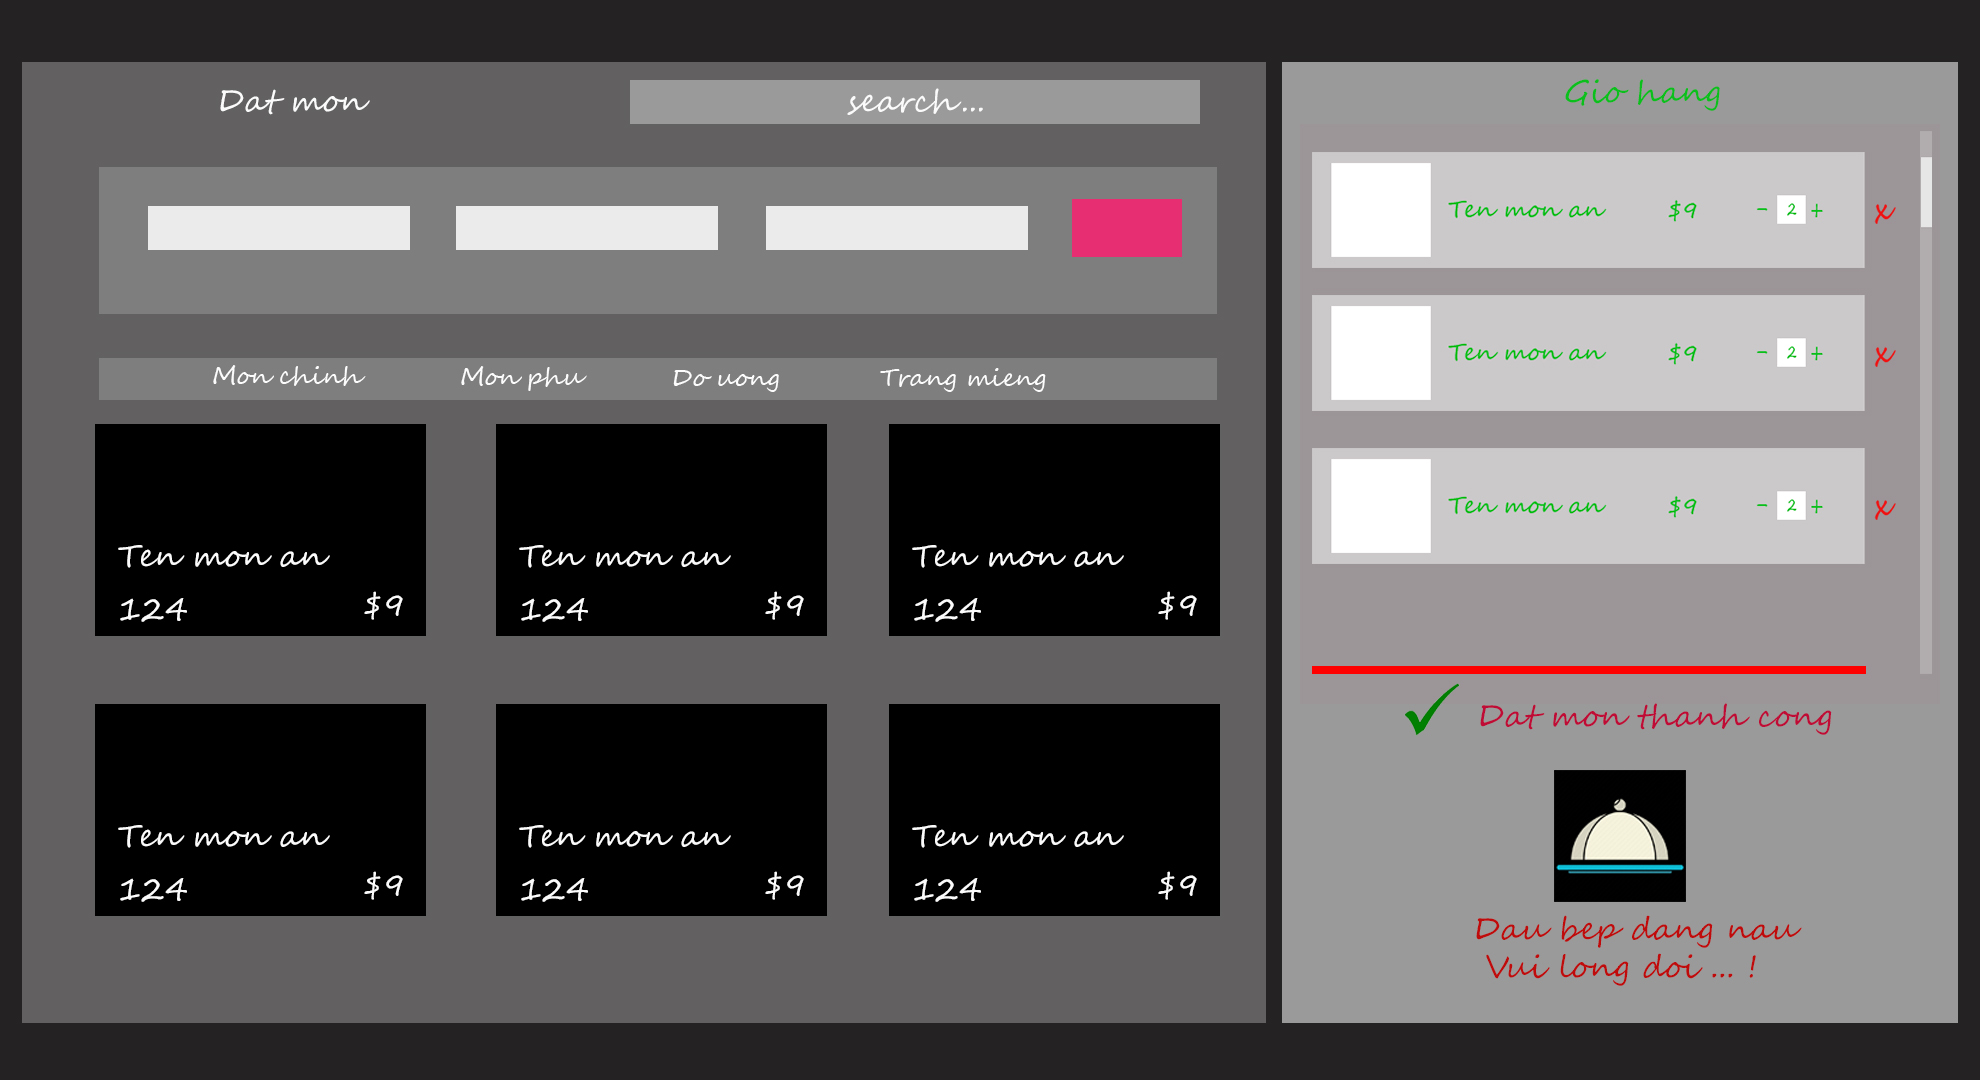 Dat mon
search...
Mon chinh Mon phu Do uong Trang mieng
Ten mon an
124 $9
Ten mon an
124 $9
Ten mon an
124 $9
Ten mon an
124 $9
Ten mon an
124 $9
Ten mon an
124 $9
Gio hang
Ten mon an $9 - 2 + x
Ten mon an $9 - 2 + x
Ten mon an $9 - 2 + x
Dat mon thanh cong
Dau bep dang nau
Vui long doi ... !